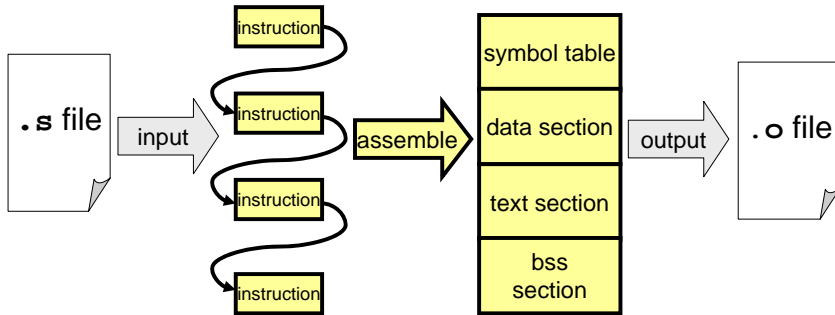 .s file
input
instruction
instruction
instruction
instruction
assemble
symbol table
data section
text section
bss
section
output
.o file